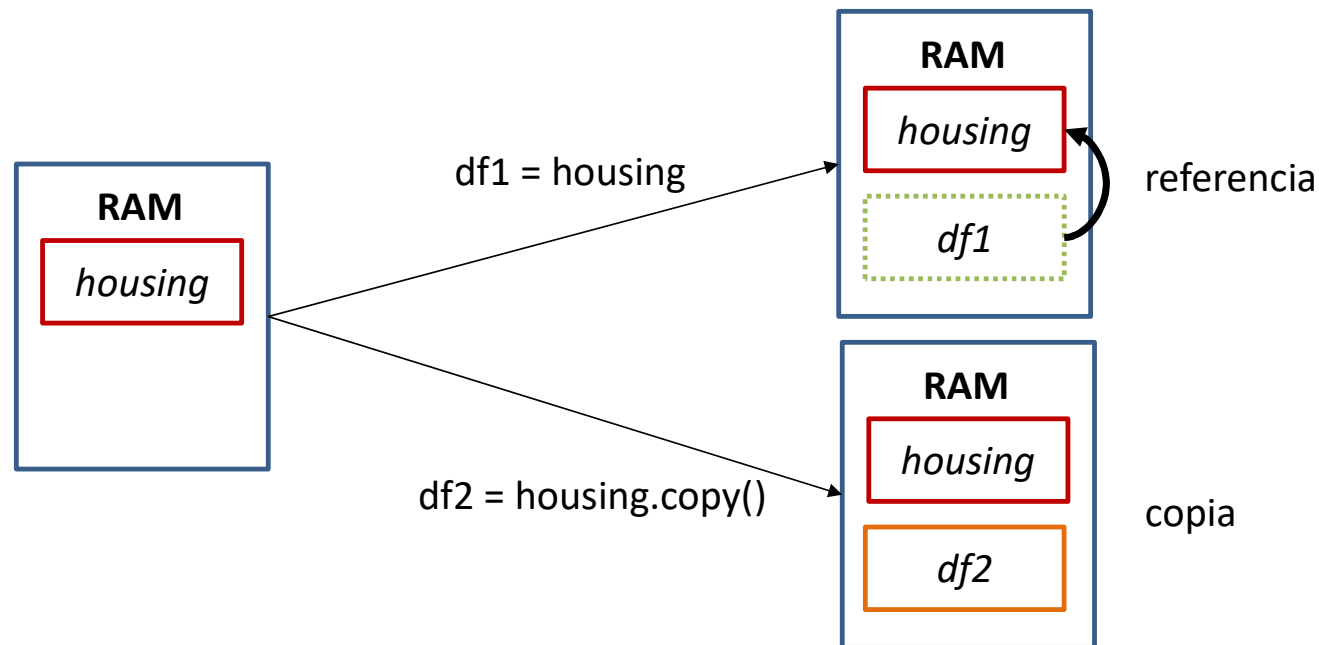 RAM
housing
df1 = housing
RAM
housing
df1
referencia
df2 = housing.copy()
RAM
housing
df2
copia